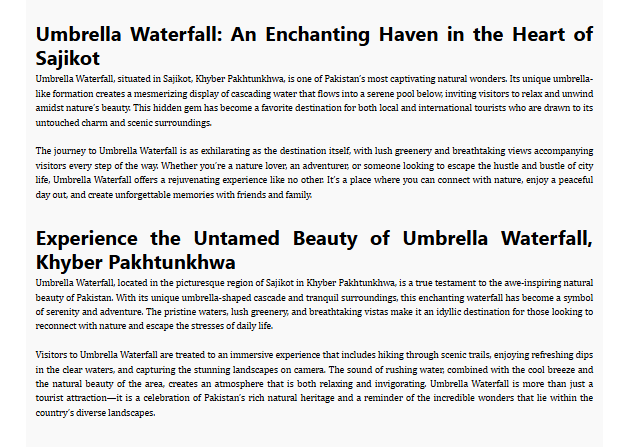 Umbrella Waterfall: An Enchanting Haven in the Heart of
Sajikot
Umbrella Waterfall, situated in Sajikot, Khyber Pakhtunkhwa, is one of Pakistan’s most captivating natural wonders. Its unique umbrella-
like formation creates a mesmerizing display of cascading water that flows into a serene pool below, inviting visitors to relax and unwind
amidst nature’s beauty. This hidden gem has become a favorite destination for both local and international tourists who are drawn to its
untouched charm and scenic surroundings.
The journey to Umbrella Waterfall is as exhilarating as the destination itself, with lush greenery and breathtaking views accompanying
visitors every step of the way. Whether you’re a nature lover, an adventurer, or someone looking to escape the hustle and bustle of city
life, Umbrella Waterfall offers a rejuvenating experience like no other. It’s a place where you can connect with nature, enjoy a peaceful
day out, and create unforgettable memories with friends and family.
Experience the Untamed Beauty of Umbrella Waterfall,
Khyber Pakhtunkhwa
Umbrella Waterfall, located in the picturesque region of Sajikot in Khyber Pakhtunkhwa, is a true testament to the awe-inspiring natural
beauty of Pakistan. With its unique umbrella-shaped cascade and tranquil surroundings, this enchanting waterfall has become a symbol
of serenity and adventure. The pristine waters, lush greenery, and breathtaking vistas make it an idyllic destination for those looking to
reconnect with nature and escape the stresses of daily life.
Visitors to Umbrella Waterfall are treated to an immersive experience that includes hiking through scenic trails, enjoying refreshing dips
in the clear waters, and capturing the stunning landscapes on camera. The sound of rushing water, combined with the cool breeze and
the natural beauty of the area, creates an atmosphere that is both relaxing and invigorating. Umbrella Waterfall is more than just a
tourist attraction—it is a celebration of Pakistan’s rich natural heritage and a reminder of the incredible wonders that lie within the
country’s diverse landscapes.